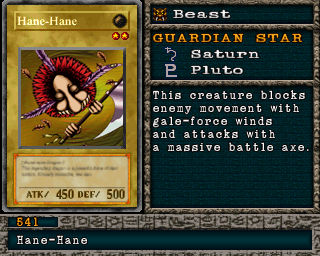 Hane-Hane
ATK/ 450 DEF/ 500
Beast
GUARDIAN STAR
Saturn
Pluto
This creature blocks
enemy movement with
gale-force winds
and attacks with
a massive battle axe.
541
Hane-Hane